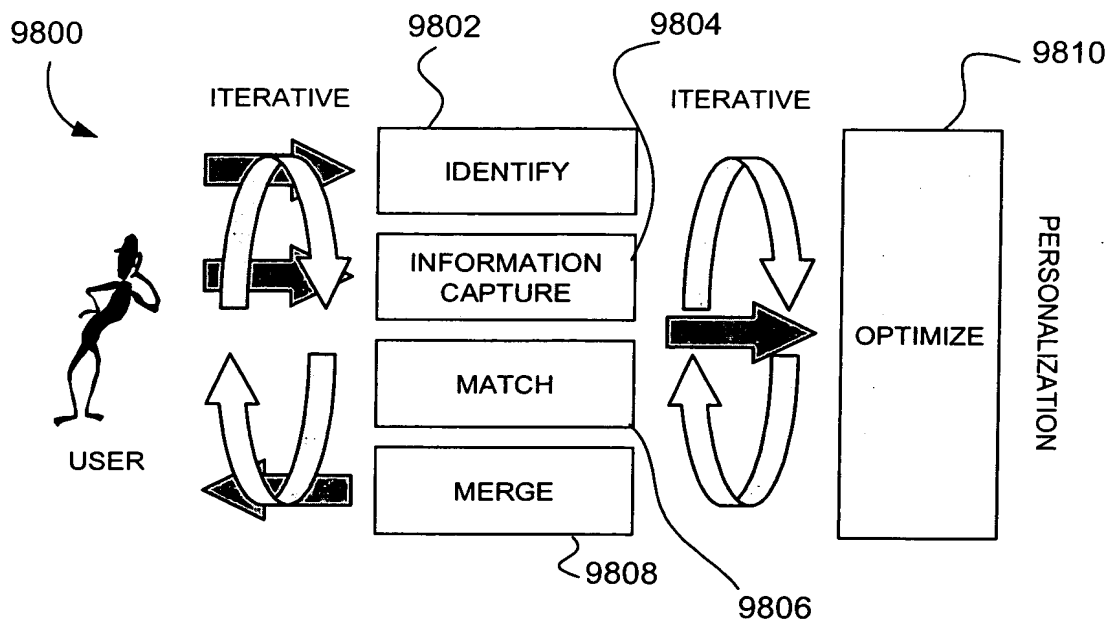 9800
9802
9804
9810
ITERATIVE
ITERATIVE
IDENTIFY
INFORMATION
CAPTURE
MATCH
MERGE
OPTIMIZE
PERSONALIZATION
USER
9808
9806